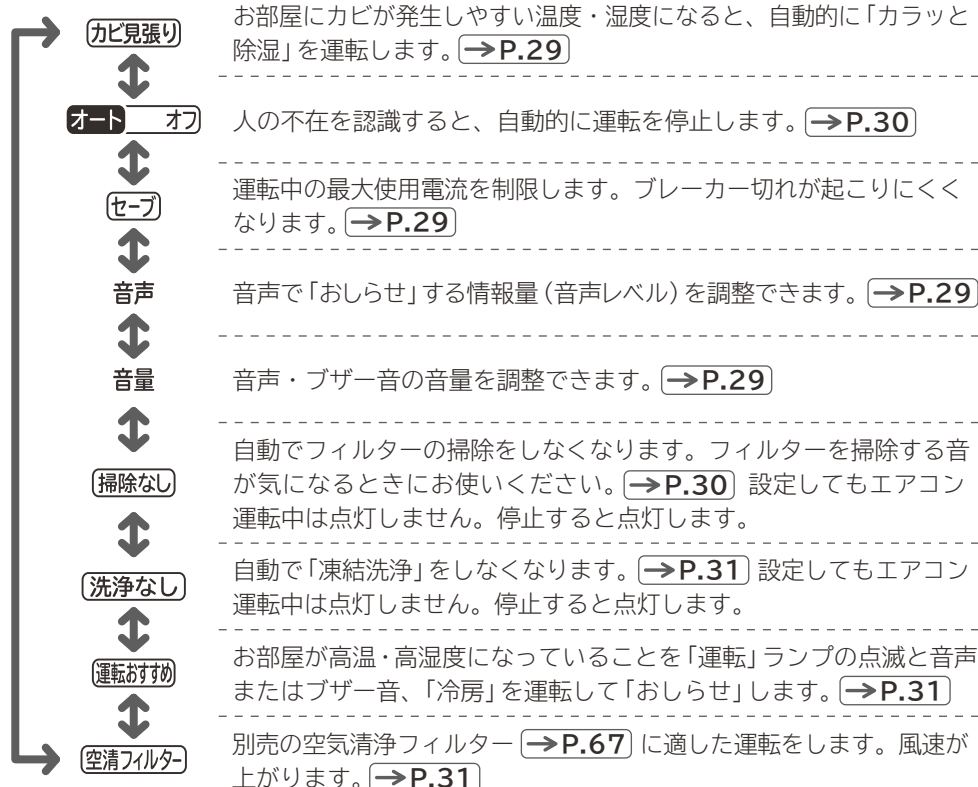 カビ見張り
お部屋にカビが発生しやすい温度・湿度になると、自動的に「カラッと
除湿」を運転します。→P.29
オート オフ
人の不在を認識すると、自動的に運転を停止します。→P.30
セーブ
運転中の最大使用電流を制限します。ブレーカー切れが起こりにくく
なります。→P.29
音声
音声で「おしらせ」する情報量(音声レベル)を調整できます。→P.29
音量
音声・ブザー音の音量を調整できます。→P.29
掃除なし
自動でフィルターの掃除をしなくなります。フィルターを掃除する音
が気になるときにお使いください。→P.30 設定してもエアコン
運転中は点灯しません。停止すると点灯します。
洗浄なし
自動で「凍結洗浄」をしなくなります。→P.31 設定してもエアコン
運転中は点灯しません。停止すると点灯します。
運転おすすめ
お部屋が高温・高湿度になっていることを「運転」ランプの点滅と音声
またはブザー音、「冷房」を運転して「おしらせ」します。→P.31
空清フィルター
別売の空気清浄フィルター→P.67 に適した運転をします。風速が
上がります。→P.31